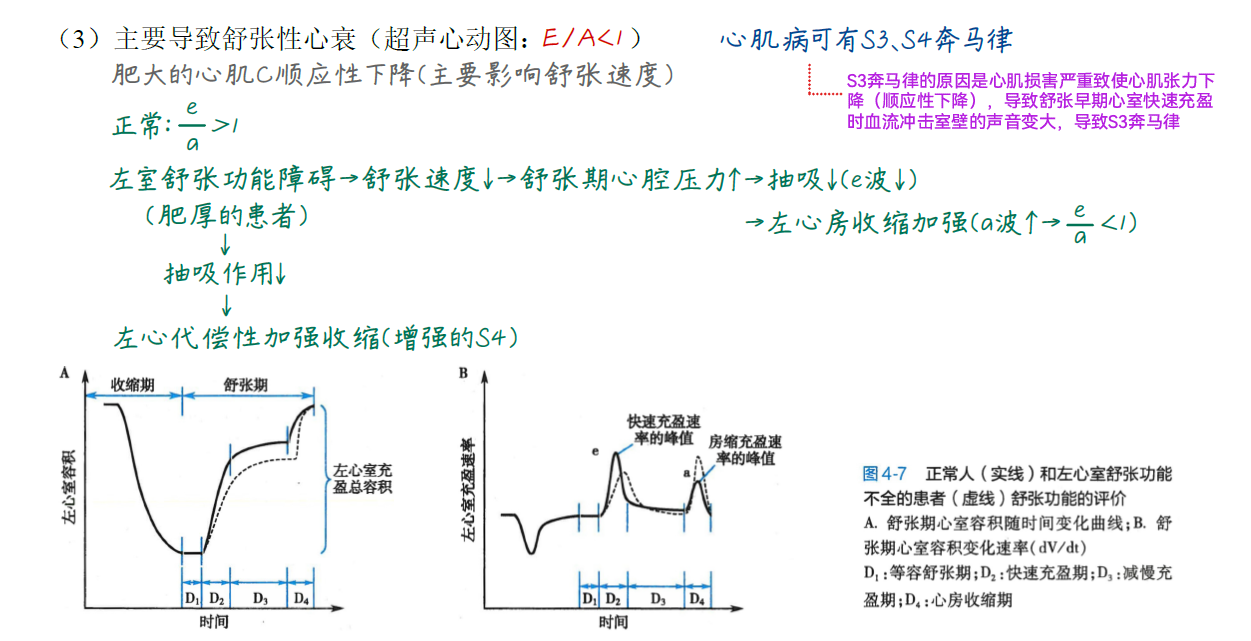 （3）主要导致舒张性心衰（超声心动图：E/A<1）
心肌病可有S3、S4奔马律
肥大的心肌C顺应性下降(主要影响舒张速度)
S3奔马律的原因是心肌损害严重致使心肌张力下
降（顺应性下降），导致舒张早期心室快速充盈
时血流冲击室壁的声音变大，导致S3奔马律
正常:e/a>1
左室舒张功能障碍→舒张速度↓→舒张期心腔压力↑→抽吸↓(e波↓)
(肥厚的患者)
→左心房收缩加强(a波↑→e/a<1)
↓
抽吸作用↓
↓
左心代偿性加强收缩(增强的S4)
A
收缩期
舒张期
左心室容积
左心室充
盈总容积
D₁ D₂ D₃ D₄
时间
B
左心室充盈速率
快速充盈速
率的峰值
e
房缩充盈速
率的峰值
a
D₁ D₂ D₃ D₄
时间
图4-7 正常人（实线）和左心室舒张功能
不全的患者（虚线）舒张功能的评价
A. 舒张期心室容积随时间变化曲线;B. 舒
张期心室容积变化速率(dV/dt)
D₁:等容舒张期;D₂:快速充盈期;D₃:减慢充
盈期;D₄:心房收缩期